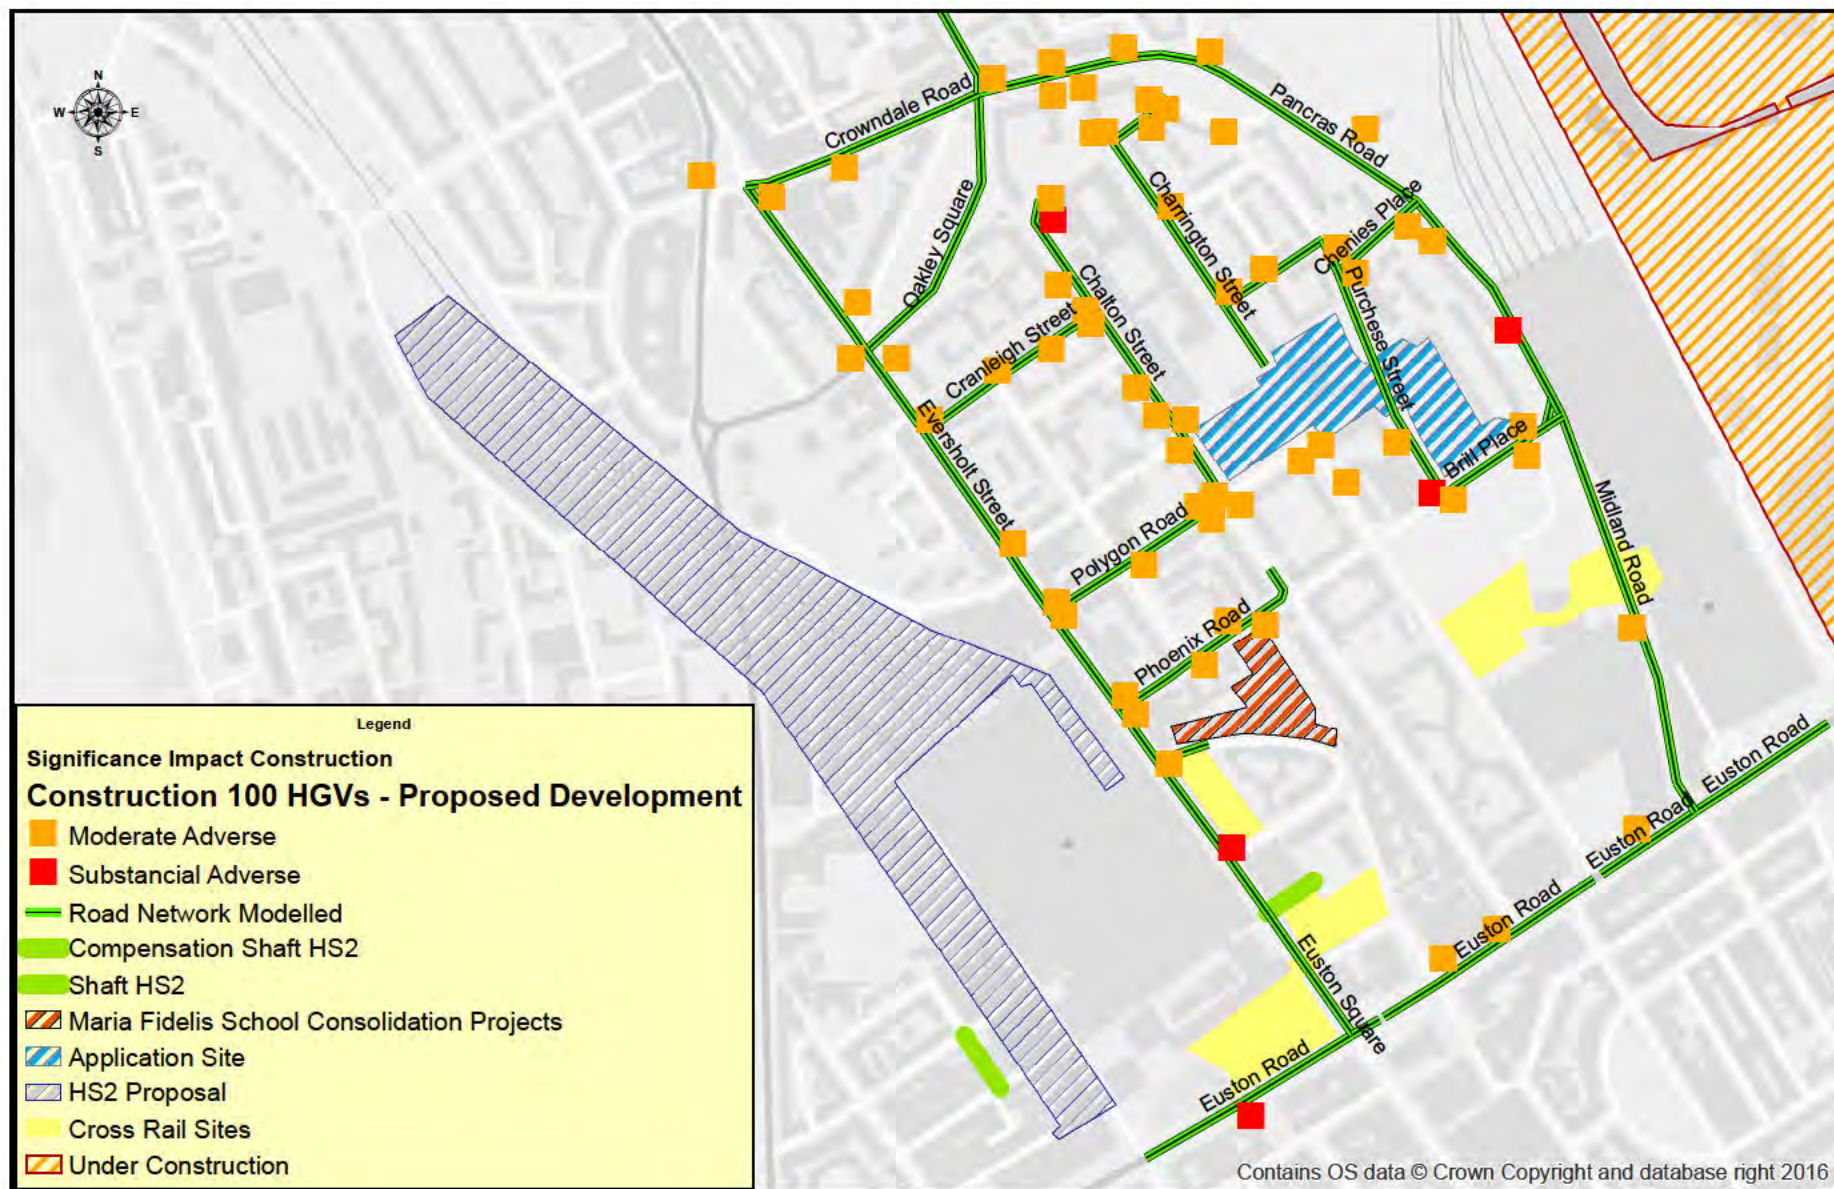 N
W E
S
Crowndale Road
Pancras Road
Oakley Square
Charrington Street
Chenies Place
Chalton Street
Purchese Street
Cranleigh Street
Eversholt Street
Brill Place
Polygon Road
Midland Road
Phoenix Road
Euston Road
Euston Road
Euston Road
Euston Square
Euston Road
Legend
Significance Impact Construction
Construction 100 HGVs - Proposed Development
Moderate Adverse
Substancial Adverse
Road Network Modelled
Compensation Shaft HS2
Shaft HS2
Maria Fidelis School Consolidation Projects
Application Site
HS2 Proposal
Cross Rail Sites
Under Construction
Contains OS data © Crown Copyright and database right 2016